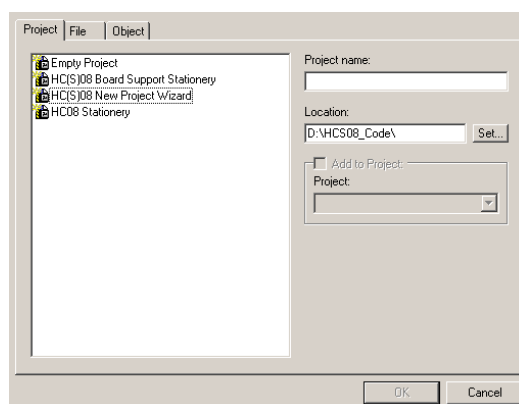 Project File Object
Empty Project
HC(S)08 Board Support Stationery
HC(S)08 New Project Wizard
HC08 Stationery
Project name:
Location:
D:\HCS08_Code\ Set...
Add to Project:
Project:
OK Cancel